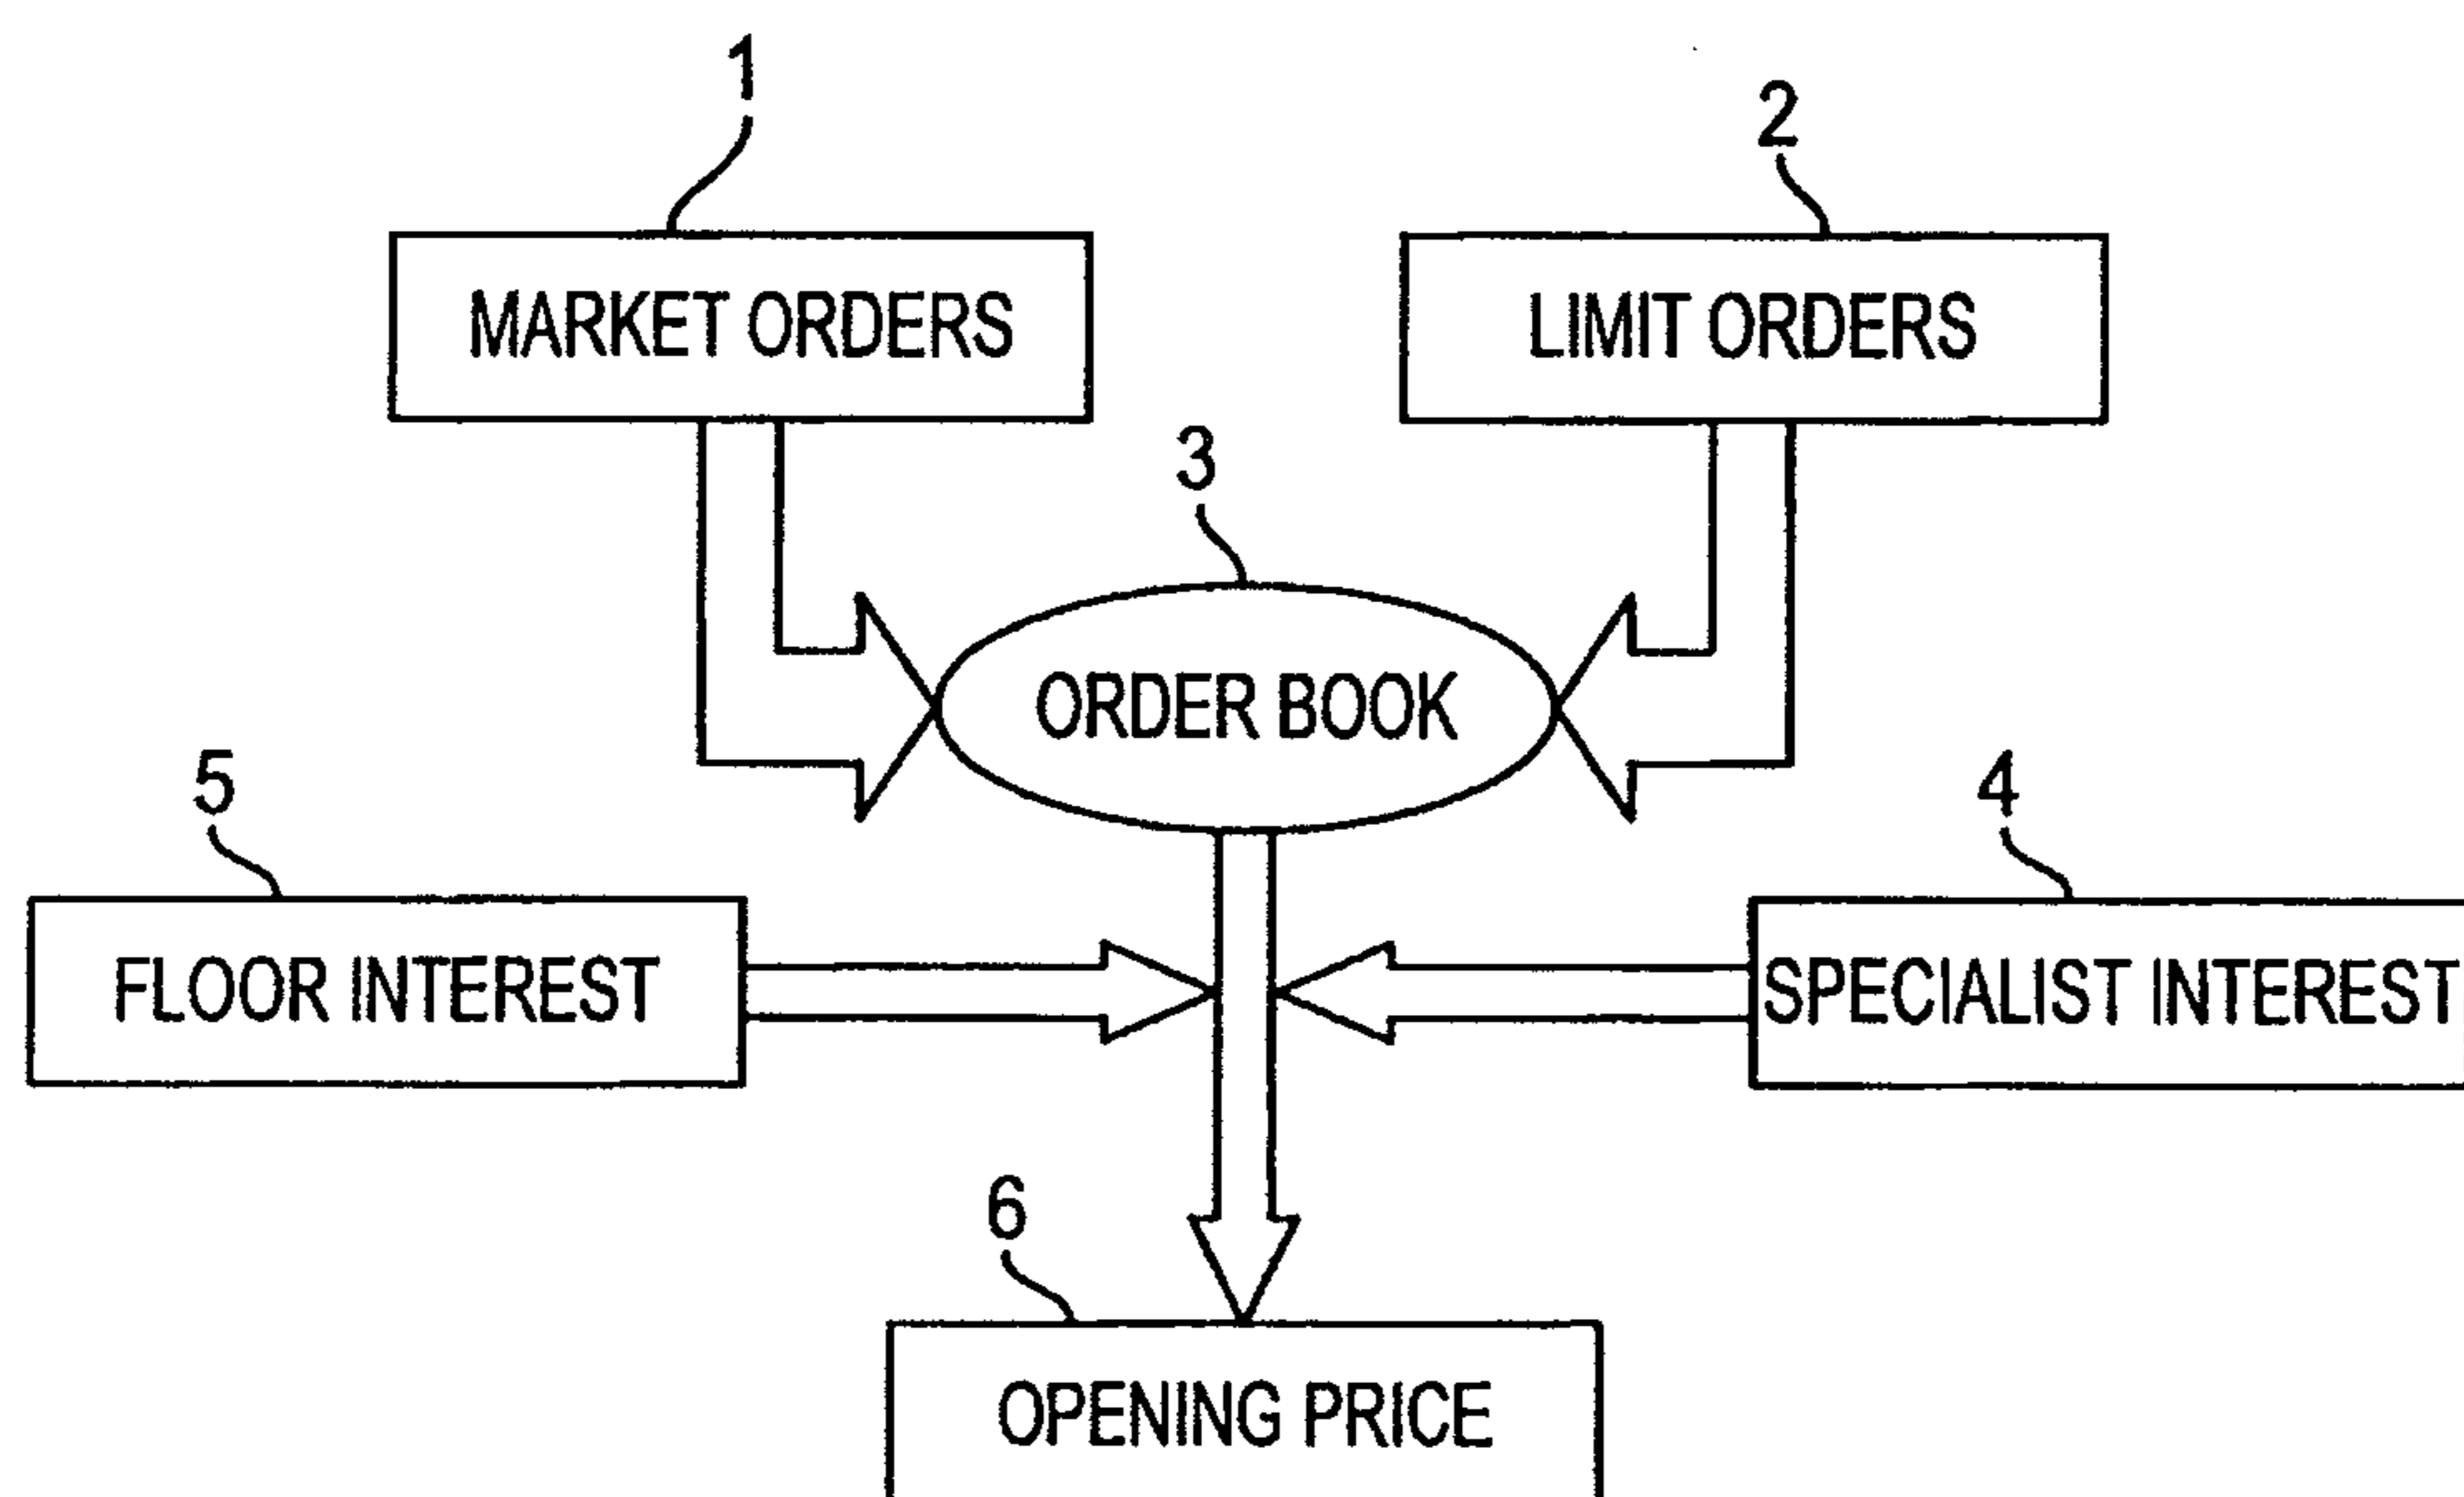 1
2
MARKET ORDERS
LIMIT ORDERS
3
ORDER BOOK
5
4
FLOOR INTEREST
SPECIALIST INTEREST
6
OPENING PRICE